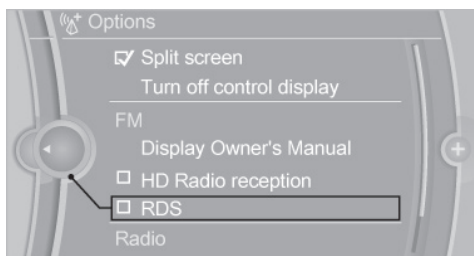 Options
Split screen
Turn off control display
FM
Display Owner's Manual
HD Radio reception
RDS
Radio